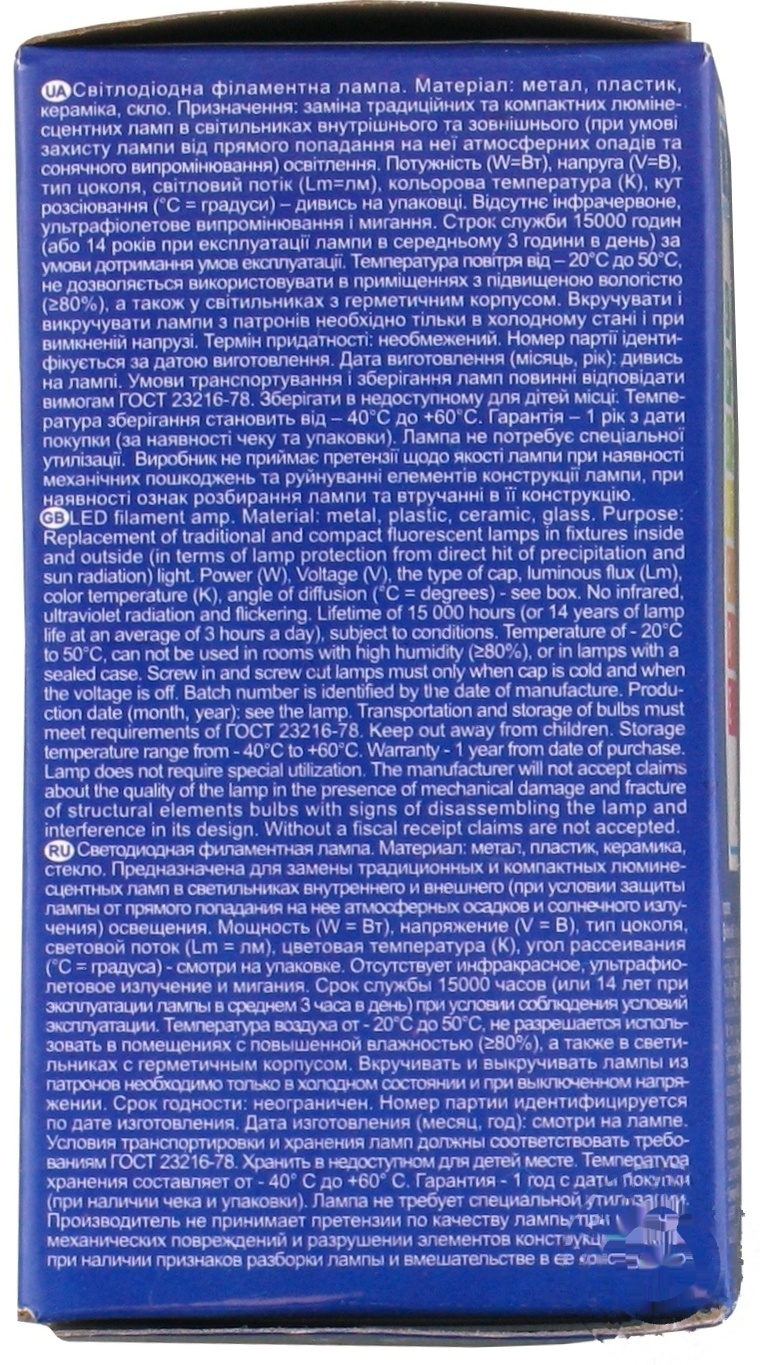 UA Світлодіодна філаментна лампа. Матеріал: метал, пластик,
кераміка, скло. Призначення: заміна традиційних та компактних люміне-
сцентних ламп в світильниках внутрішнього та зовнішнього (при умові
захисту лампи від прямого попадання на неї атмосферних опадів та
сонячного випромінювання) освітлення. Потужність (W=Вт), напруга (V=В),
тип цоколя, світловий потік (Lm=лм), кольорова температура (К), кут
розсіювання (°C = градуси) – дивись на упаковці. Відсутнє інфрачервоне,
ультрафіолетове випромінювання і мигання. Строк служби 15000 годин
(або 14 років при експлуатації лампи в середньому 3 години в день) за
умови дотримання умов експлуатації. Температура повітря від – 20°C до 50°C,
не дозволяється використовувати в приміщеннях з підвищеною вологістю
(≥80%), а також у світильниках з герметичним корпусом. Вкручувати і
викручувати лампи з патронів необхідно тільки в холодному стані і при
вимкненій напрузі. Термін придатності: необмежений. Номер партії іденти-
фікується за датою виготовлення. Дата виготовлення (місяць, рік): дивись
на лампі. Умови транспортування і зберігання ламп повинні відповідати
вимогам ГОСТ 23216-78. Зберігати в недоступному для дітей місці. Темпе-
ратура зберігання становить від – 40°C до +60°C. Гарантія – 1 рік з дати
покупки (за наявності чеку та упаковки). Лампа не потребує спеціальної
утилізації. Виробник не приймає претензії щодо якості лампи при наявності
механічних пошкоджень та руйнуванні елементів конструкції лампи, при
наявності ознак розбирання лампи та втручанні в її конструкцію.
GB LED filament amp. Material: metal, plastic, ceramic, glass. Purpose:
Replacement of traditional and compact fluorescent lamps in fixtures inside
and outside (in terms of lamp protection from direct hit of precipitation and
sun radiation) light. Power (W), Voltage (V), the type of cap, luminous flux (Lm),
color temperature (K), angle of diffusion (°C = degrees) - see box. No infrared,
ultraviolet radiation and flickering. Lifetime of 15 000 hours (or 14 years of lamp
life at an average of 3 hours a day), subject to conditions. Temperature of - 20°C
to 50°C, can not be used in rooms with high humidity (≥80%), or in lamps with a
sealed case. Screw in and screw out lamps must only when cap is cold and when
the voltage is off. Batch number is identified by the date of manufacture. Produ-
ction date (month, year): see the lamp. Transportation and storage of bulbs must
meet requirements of ГОСТ 23216-78. Keep out away from children. Storage
temperature range from - 40°C to +60°C. Warranty - 1 year from date of purchase.
Lamp does not require special utilization. The manufacturer will not accept claims
about the quality of the lamp in the presence of mechanical damage and fracture
of structural elements bulbs with signs of disassembling the lamp and
interference in its design. Without a fiscal receipt claims are not accepted.
RU Светодиодная филаментная лампа. Материал: метал, пластик, керамика,
стекло. Предназначена для замены традиционных и компактных люмине-
сцентных ламп в светильниках внутреннего и внешнего (при условии защиты
лампы от прямого попадания на нее атмосферных осадков и солнечного излу-
чения) освещения. Мощность (W = Вт), напряжение (V = В), тип цоколя,
световой поток (Lm = лм), цветовая температура (К), угол рассеивания
(°C = градуса) - смотри на упаковке. Отсутствует инфракрасное, ультрафио-
летовое излучение и мигания. Срок службы 15000 часов (или 14 лет при
эксплуатации лампы в среднем 3 часа в день) при условии соблюдения условий
эксплуатации. Температура воздуха от - 20°C до 50°C, не разрешается исполь-
зовать в помещениях с повышенной влажностью (≥80%), а также в свети-
льниках с герметичным корпусом. Вкручивать и выкручивать лампы из
патронов необходимо только в холодном состоянии и при выключенном напря-
жении. Срок годности: неограничен. Номер партии идентифицируется
по дате изготовления. Дата изготовления (месяц, год): смотри на лампе.
Условия транспортировки и хранения ламп должны соответствовать требо-
ваниям ГОСТ 23216-78. Хранить в недоступном для детей месте. Температура
хранения составляет от - 40° C до +60° C. Гарантия - 1 год с даты покупки
(при наличии чека и упаковки). Лампа не требует специальной утилизации.
Производитель не принимает претензии по качеству лампы при
механических повреждений и разрушении элементов
при наличии признаков разборки лампы и вмешательстве в ее